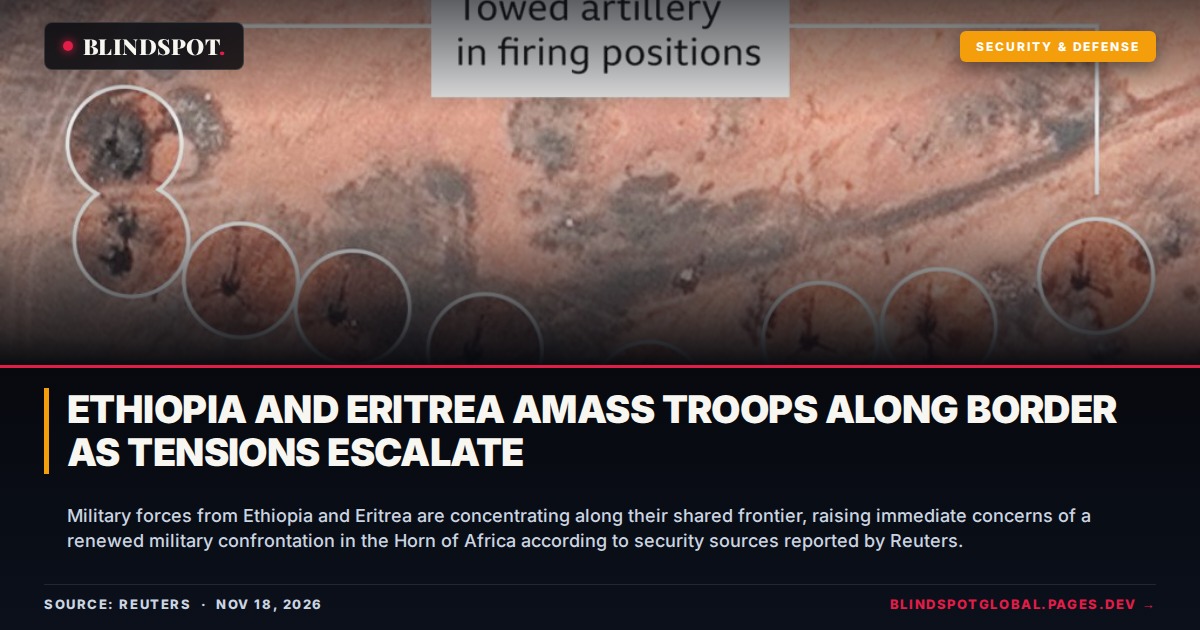 Towed artillery
in firing positions
BLINDSPOT.
SECURITY & DEFENSE
ETHIOPIA AND ERITREA AMASS TROOPS ALONG BORDER
AS TENSIONS ESCALATE
Military forces from Ethiopia and Eritrea are concentrating along their shared frontier, raising immediate concerns of a
renewed military confrontation in the Horn of Africa according to security sources reported by Reuters.
SOURCE: REUTERS · NOV 18, 2026
BLINDSPOTGLOBAL.PAGES.DEV →